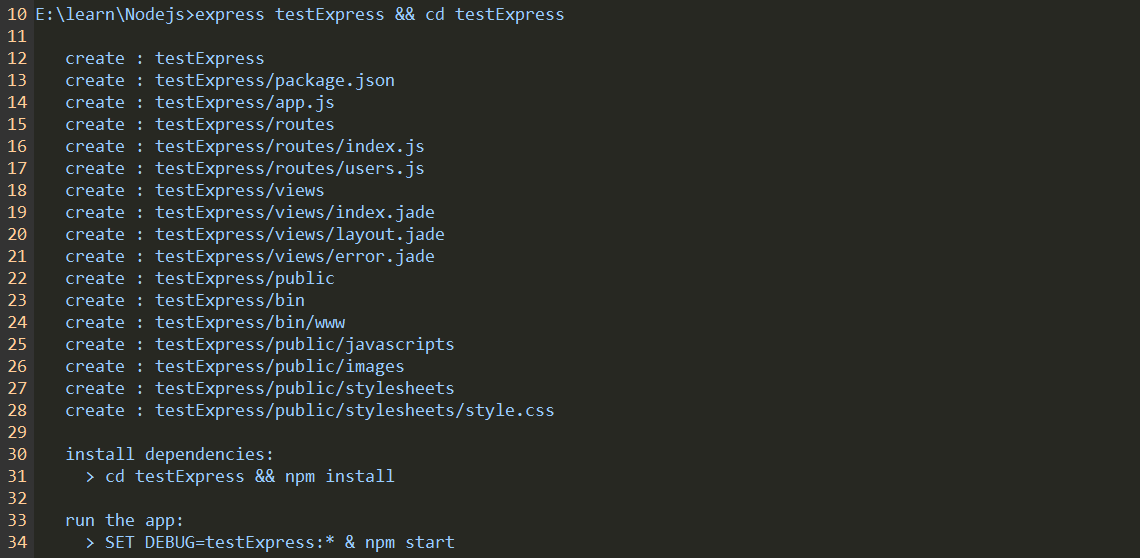 10 E:\learn\Nodejs>express testExpress && cd testExpress
11
12    create : testExpress
13    create : testExpress/package.json
14    create : testExpress/app.js
15    create : testExpress/routes
16    create : testExpress/routes/index.js
17    create : testExpress/routes/users.js
18    create : testExpress/views
19    create : testExpress/views/index.jade
20    create : testExpress/views/layout.jade
21    create : testExpress/views/error.jade
22    create : testExpress/public
23    create : testExpress/bin
24    create : testExpress/bin/www
25    create : testExpress/public/javascripts
26    create : testExpress/public/images
27    create : testExpress/public/stylesheets
28    create : testExpress/public/stylesheets/style.css
29
30    install dependencies:
31      > cd testExpress && npm install
32
33    run the app:
34      > SET DEBUG=testExpress:* & npm start